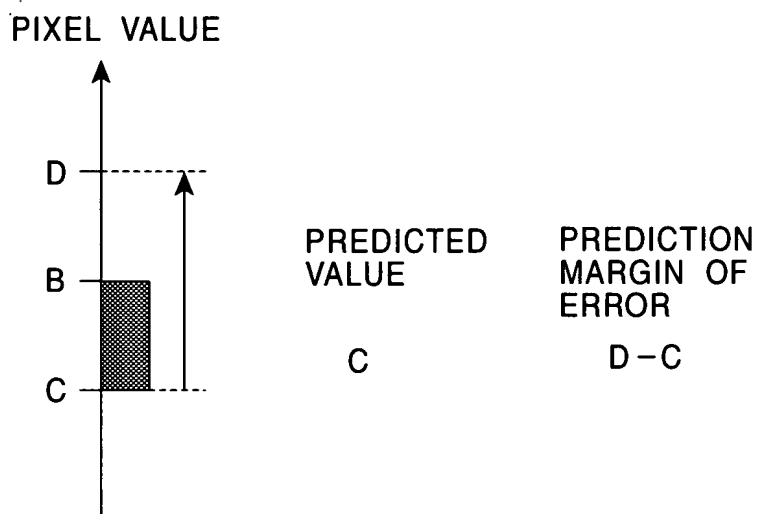 PIXEL VALUE
D
B
C
PREDICTED
VALUE
C
PREDICTION
MARGIN OF
ERROR
D-C